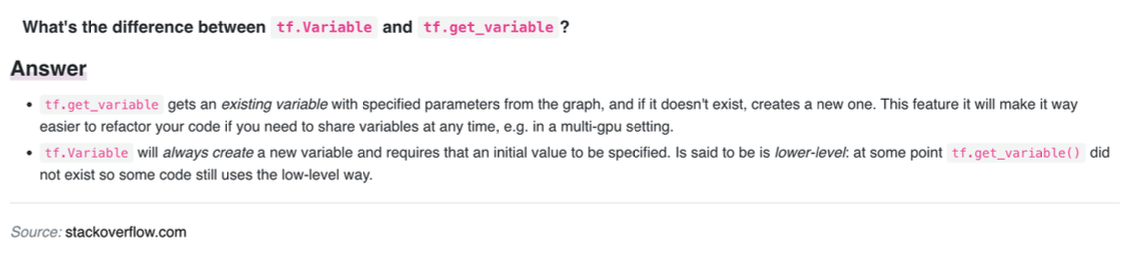 What's the difference between tf.Variable and tf.get_variable?
Answer
• tf.get_variable gets an existing variable with specified parameters from the graph, and if it doesn't exist, creates a new one. This feature it will make it way
easier to refactor your code if you need to share variables at any time, e.g. in a multi-gpu setting.
• tf.Variable will always create a new variable and requires that an initial value to be specified. Is said to be is lower-level: at some point tf.get_variable() did
not exist so some code still uses the low-level way.
Source: stackoverflow.com